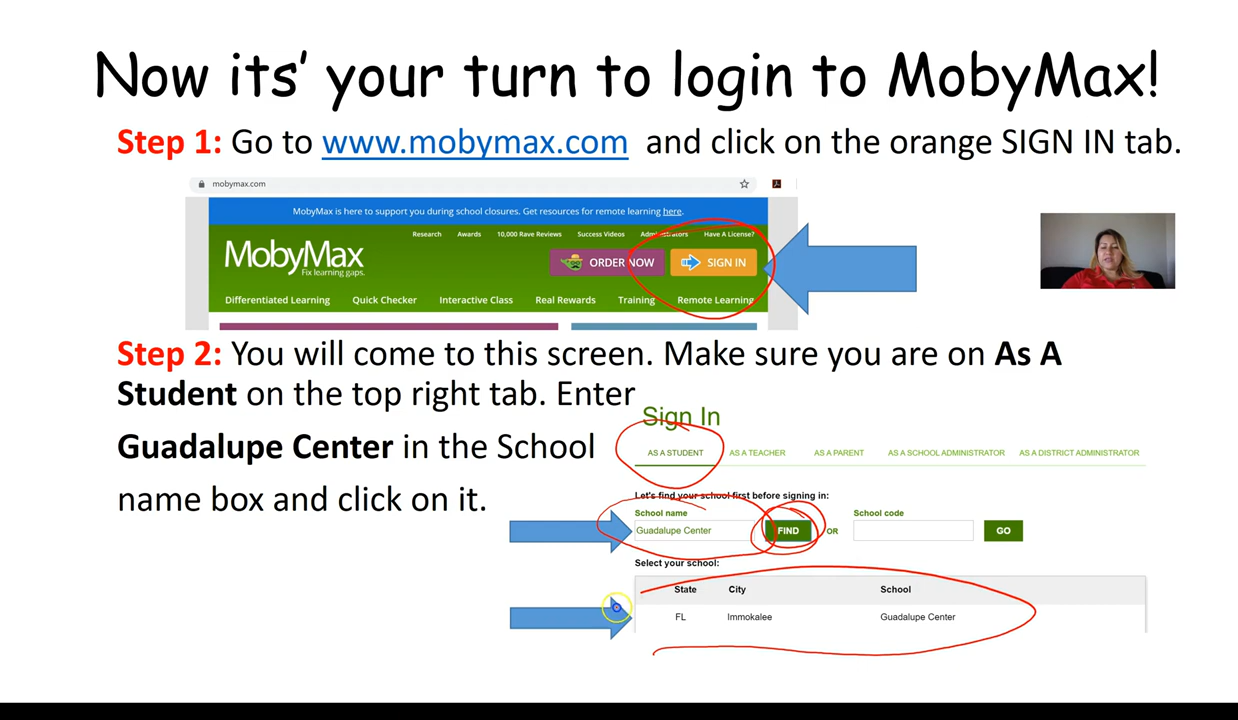 Now its’ your turn to login to MobyMax!
Step 1: Go to www.mobymax.com and click on the orange SIGN IN tab.
mobymax.com
MobyMax is here to support you during school closures. Get resources for remote learning here.
Research Awards 10,000 Rave Reviews Success Videos Administrators Have A License?
MobyMax
Fix learning gaps.
ORDER NOW SIGN IN
Differentiated Learning Quick Checker Interactive Class Real Rewards Training Remote Learning
Step 2: You will come to this screen. Make sure you are on As A
Student on the top right tab. Enter
Guadalupe Center in the School
name box and click on it.
Sign In
AS A STUDENT AS A TEACHER AS A PARENT AS A SCHOOL ADMINISTRATOR AS A DISTRICT ADMINISTRATOR
Let's find your school first before signing in:
School name School code
Guadalupe Center FIND OR GO
Select your school:
State City School
FL Immokalee Guadalupe Center